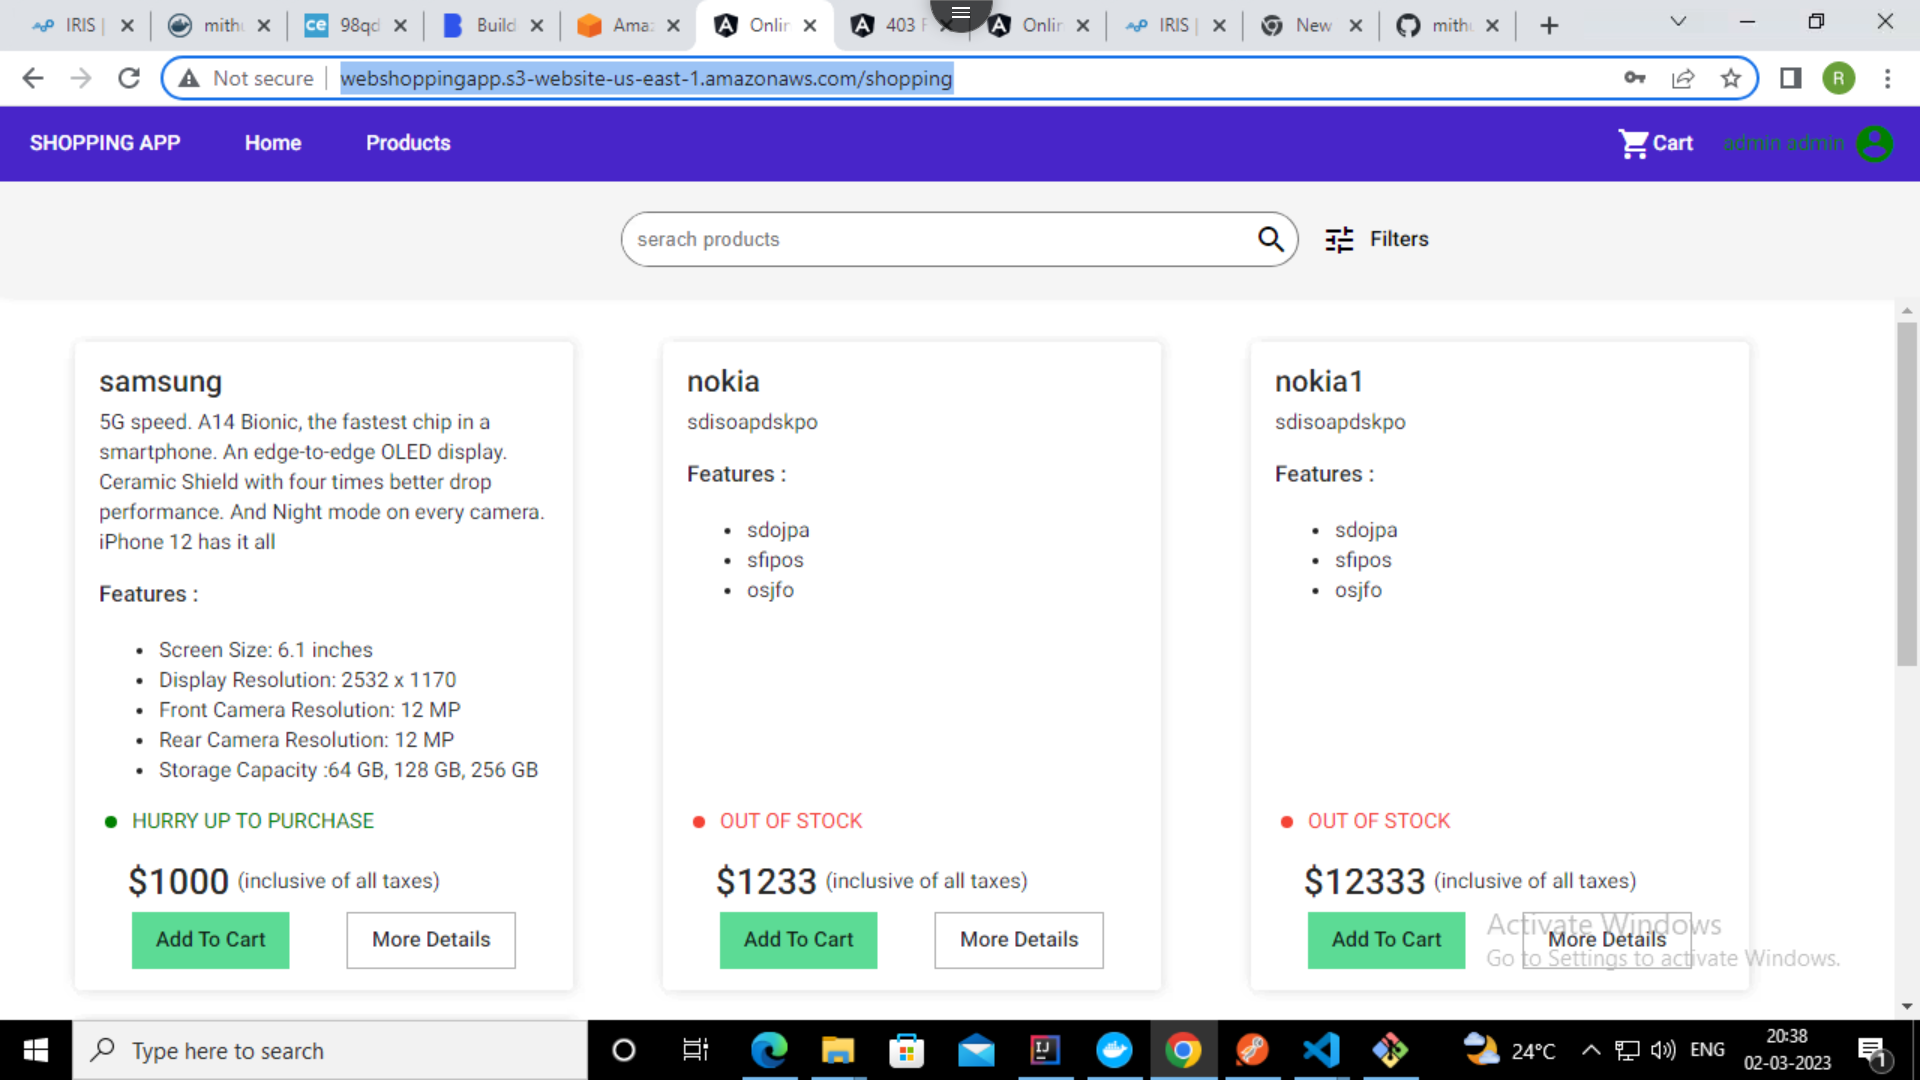 IRIS | mithu 98qd Build Amaz Onlin 403 F Onlin IRIS | New mithu
Not secure webshoppingapp.s3-website-us-east-1.amazonaws.com/shopping R
SHOPPING APP Home Products Cart admin admin
serach products Filters
samsung
5G speed. A14 Bionic, the fastest chip in a
smartphone. An edge-to-edge OLED display.
Ceramic Shield with four times better drop
performance. And Night mode on every camera.
iPhone 12 has it all
Features :
Screen Size: 6.1 inches
Display Resolution: 2532 x 1170
Front Camera Resolution: 12 MP
Rear Camera Resolution: 12 MP
Storage Capacity :64 GB, 128 GB, 256 GB
HURRY UP TO PURCHASE
$1000 (inclusive of all taxes)
Add To Cart More Details
nokia
sdisoapdskpo
Features :
sdojpa
sfipos
osjfo
OUT OF STOCK
$1233 (inclusive of all taxes)
Add To Cart More Details
nokia1
sdisoapdskpo
Features :
sdojpa
sfipos
osjfo
OUT OF STOCK
$12333 (inclusive of all taxes)
Add To Cart More Details
Activate Windows
Go to Settings to activate Windows.
Type here to search
24°C ENG
20:38
02-03-2023
1